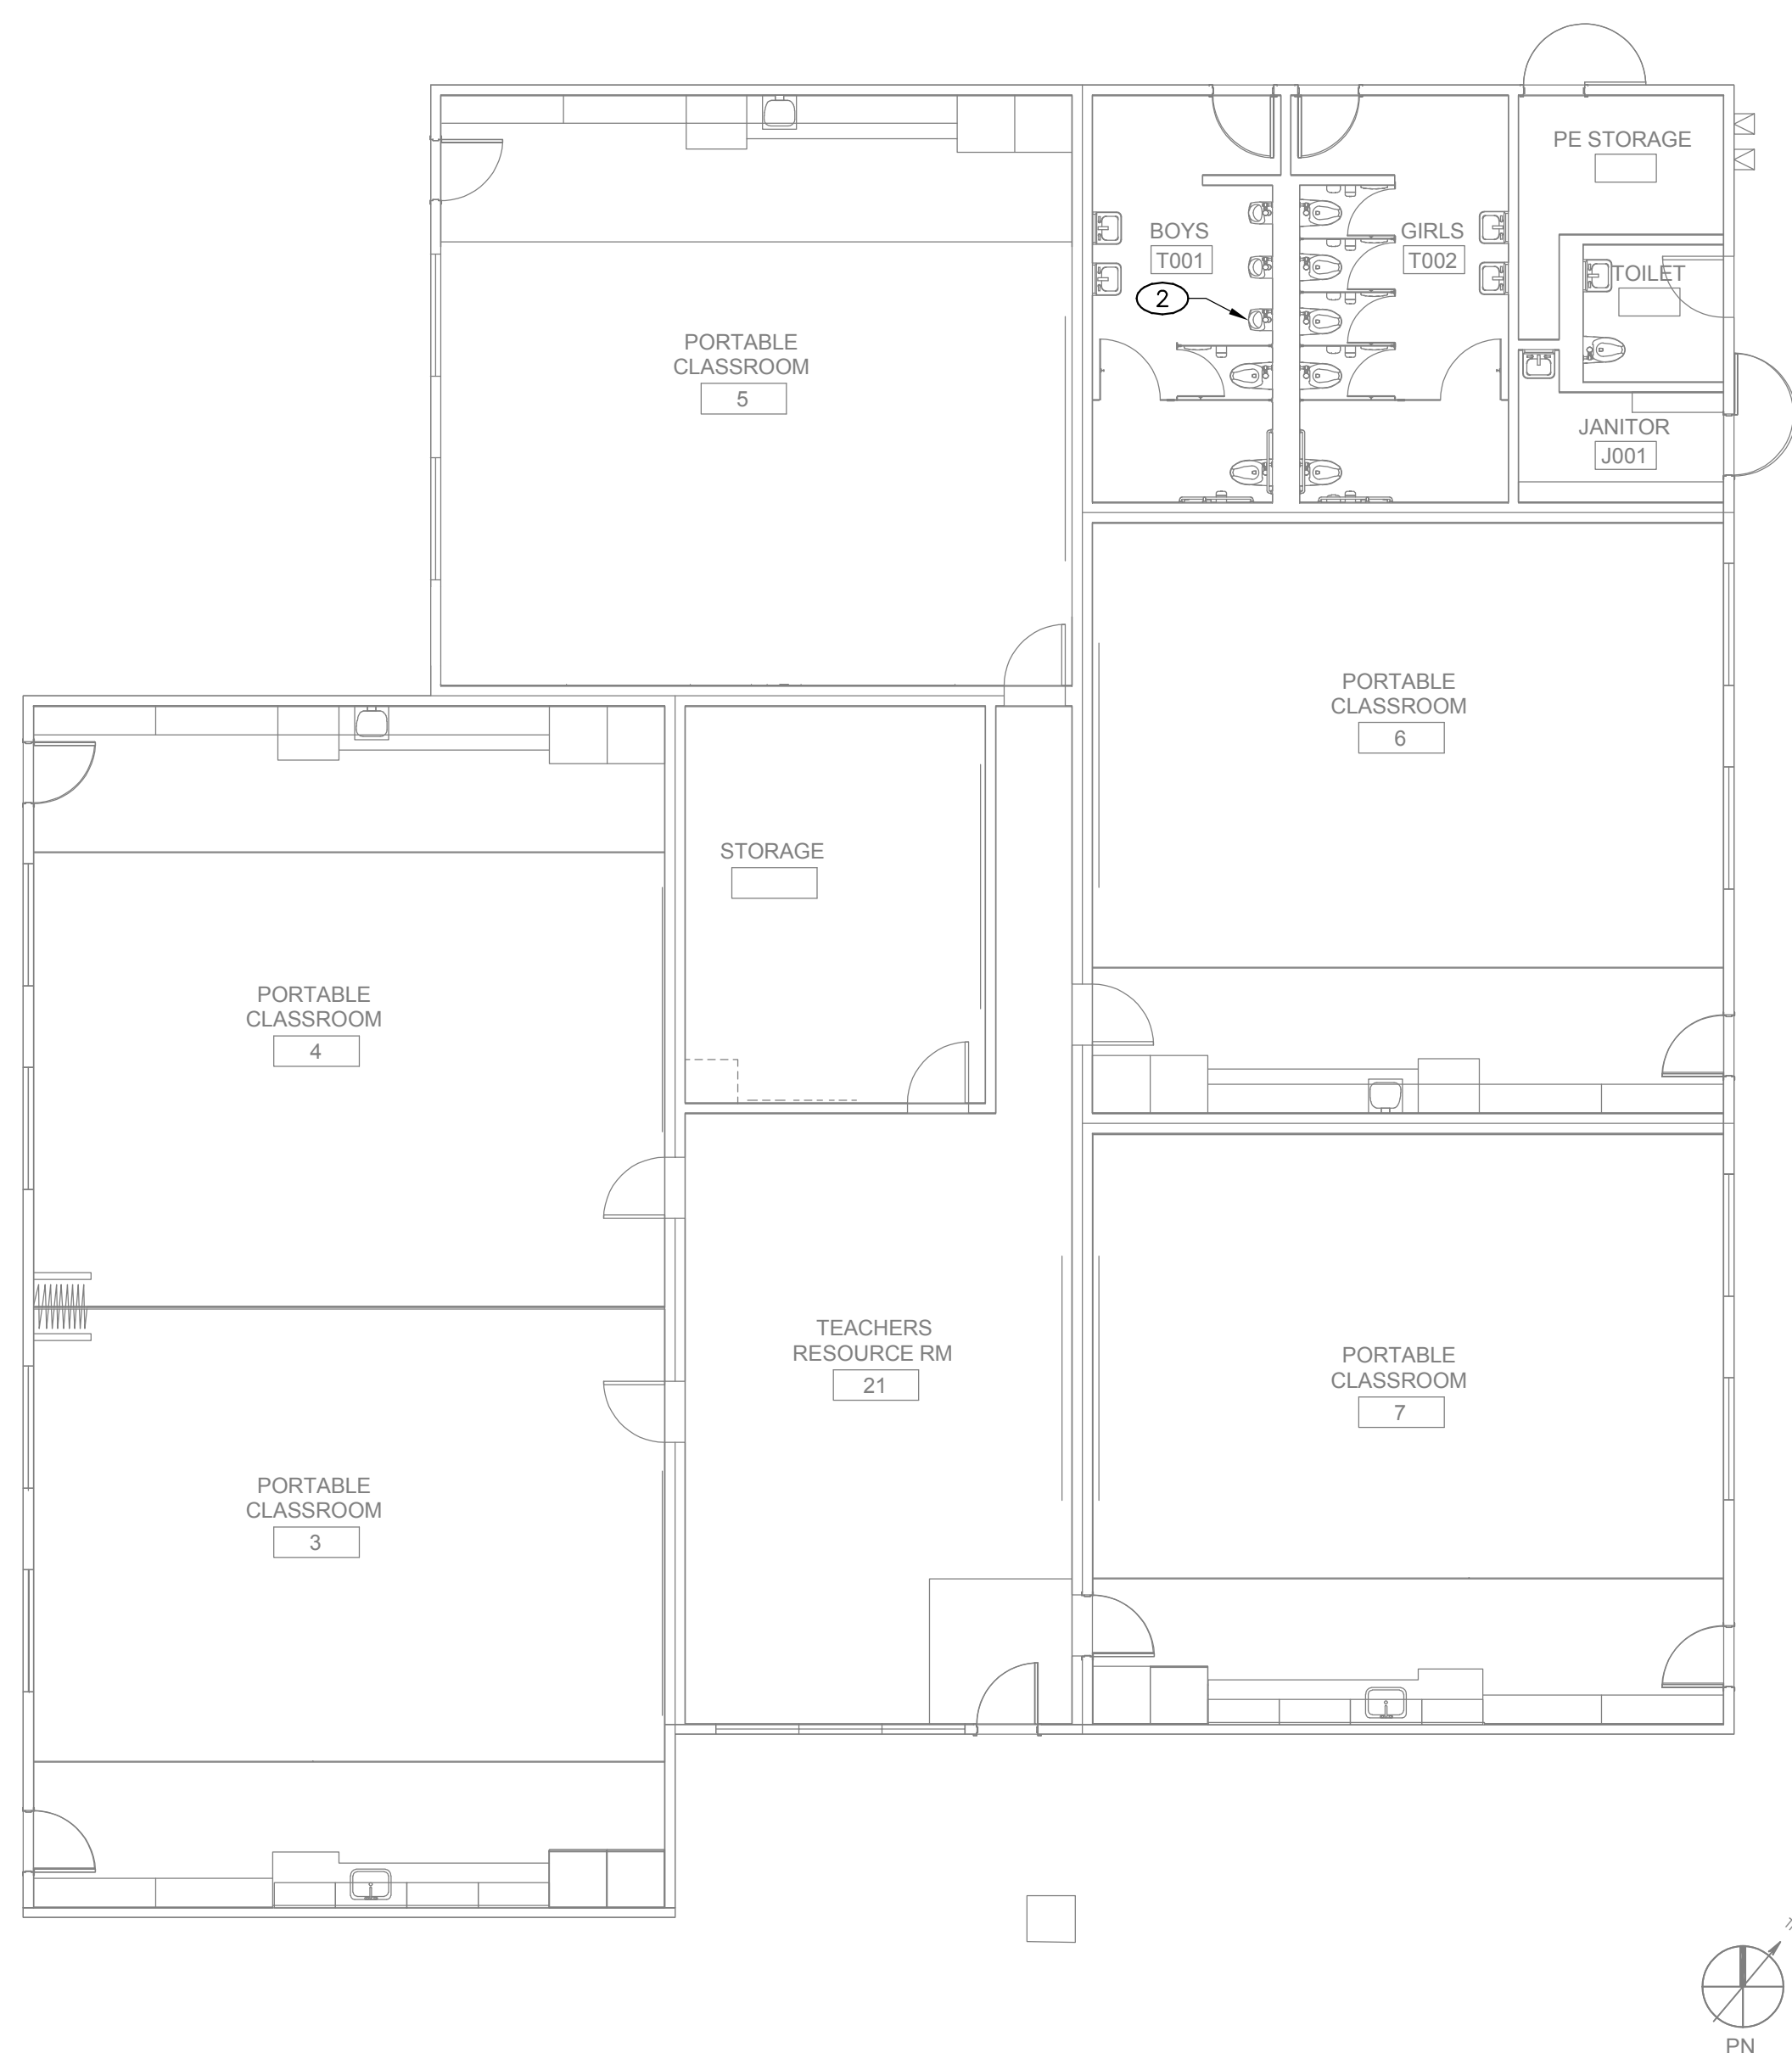 PE STORAGE
BOYS
T001
GIRLS
T002
TOILET
2
PORTABLE
CLASSROOM
5
JANITOR
J001
PORTABLE
CLASSROOM
6
STORAGE
PORTABLE
CLASSROOM
4
TEACHERS
RESOURCE RM
21
PORTABLE
CLASSROOM
7
PORTABLE
CLASSROOM
3
PN